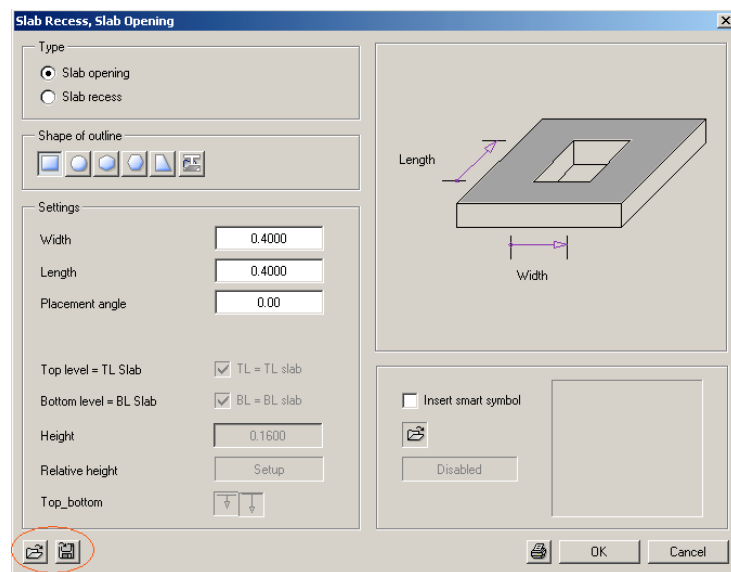 Slab Recess, Slab Opening
Type
Slab opening
Slab recess
Shape of outline
Settings
Width 0.4000
Length 0.4000
Placement angle 0.00
Top level = TL Slab TL = TL slab
Bottom level = BL Slab BL = BL slab
Height 0.1600
Relative height Setup
Top_bottom
Length
Width
Insert smart symbol
Disabled
OK Cancel